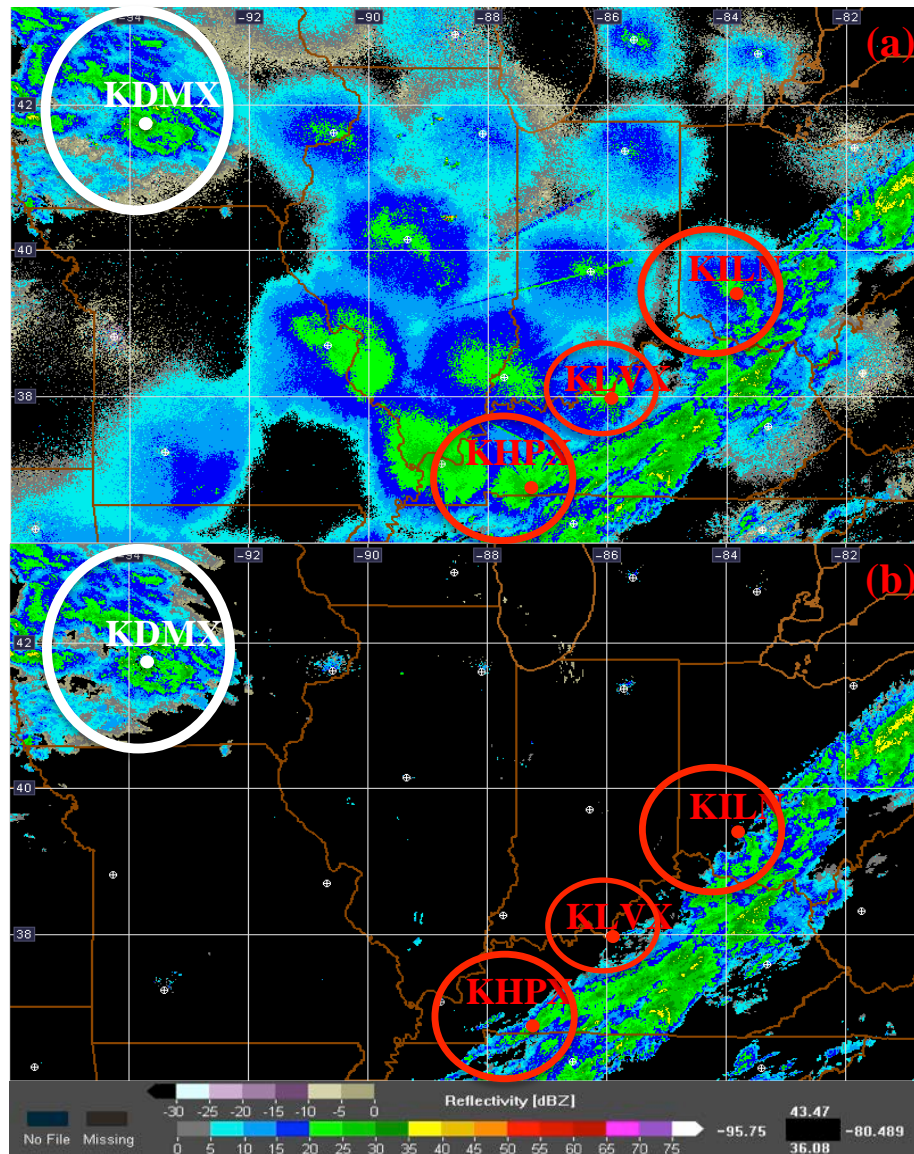 -94 -92 -90 -88 -86 -84 -82
(a)
KDMX
42
40
KILN
38
KLVX
KHPX
-94 -92 -90 -88 -86 -84 -82
(b)
KDMX
42
40
KILN
38
KLVX
KHPX
-30 -25 -20 -15 -10 -5 0
Reflectivity [dBZ]
No File Missing
0 5 10 15 20 25 30 35 40 45 50 55 60 65 70 75
43.47
-95.75 -80.489
36.08